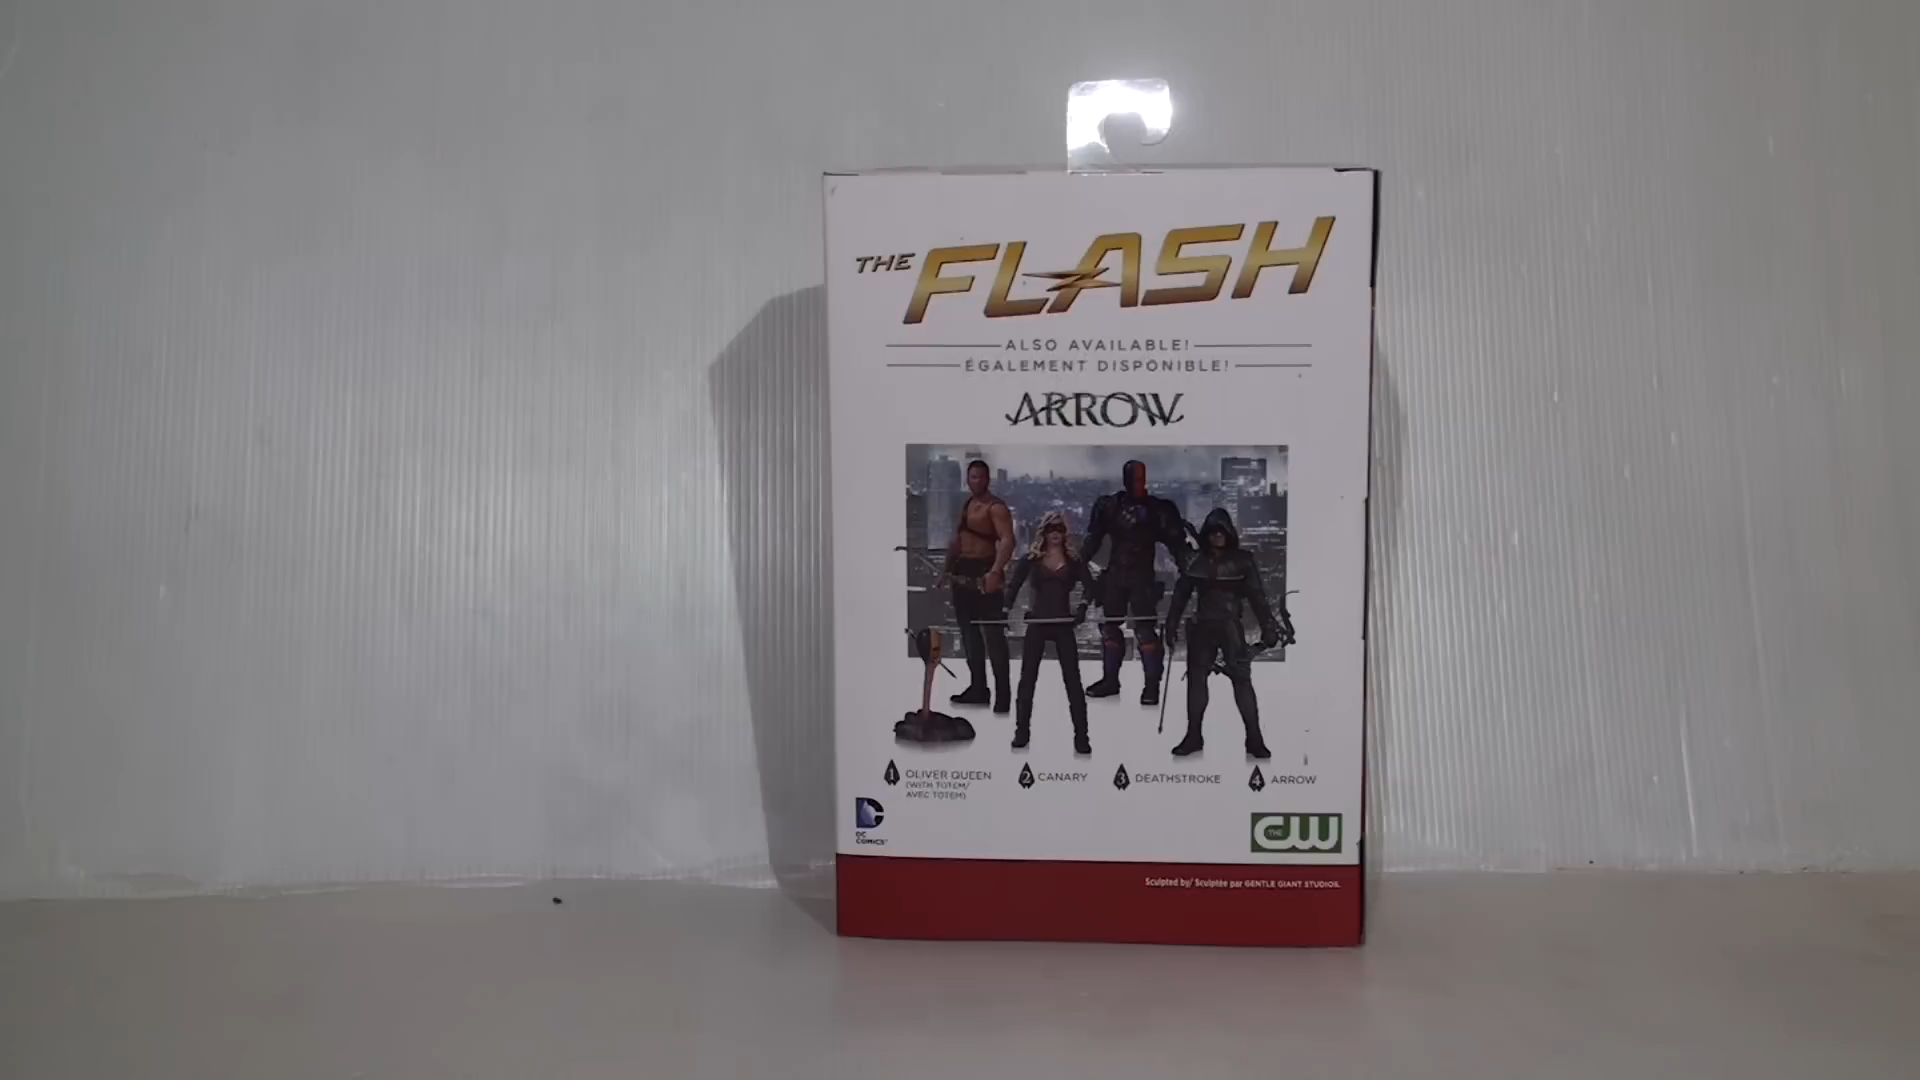 THE FLASH
ALSO AVAILABLE!
ÉGALEMENT DISPONIBLE!
ARROW
1 OLIVER QUEEN
(WITH TOTEM/
AVEC TOTEM)
2 CANARY
3 DEATHSTROKE
4 ARROW
DC
COMICS™
THE CW
Sculpted by/ Sculptée par GENTLE GIANT STUDIOS.